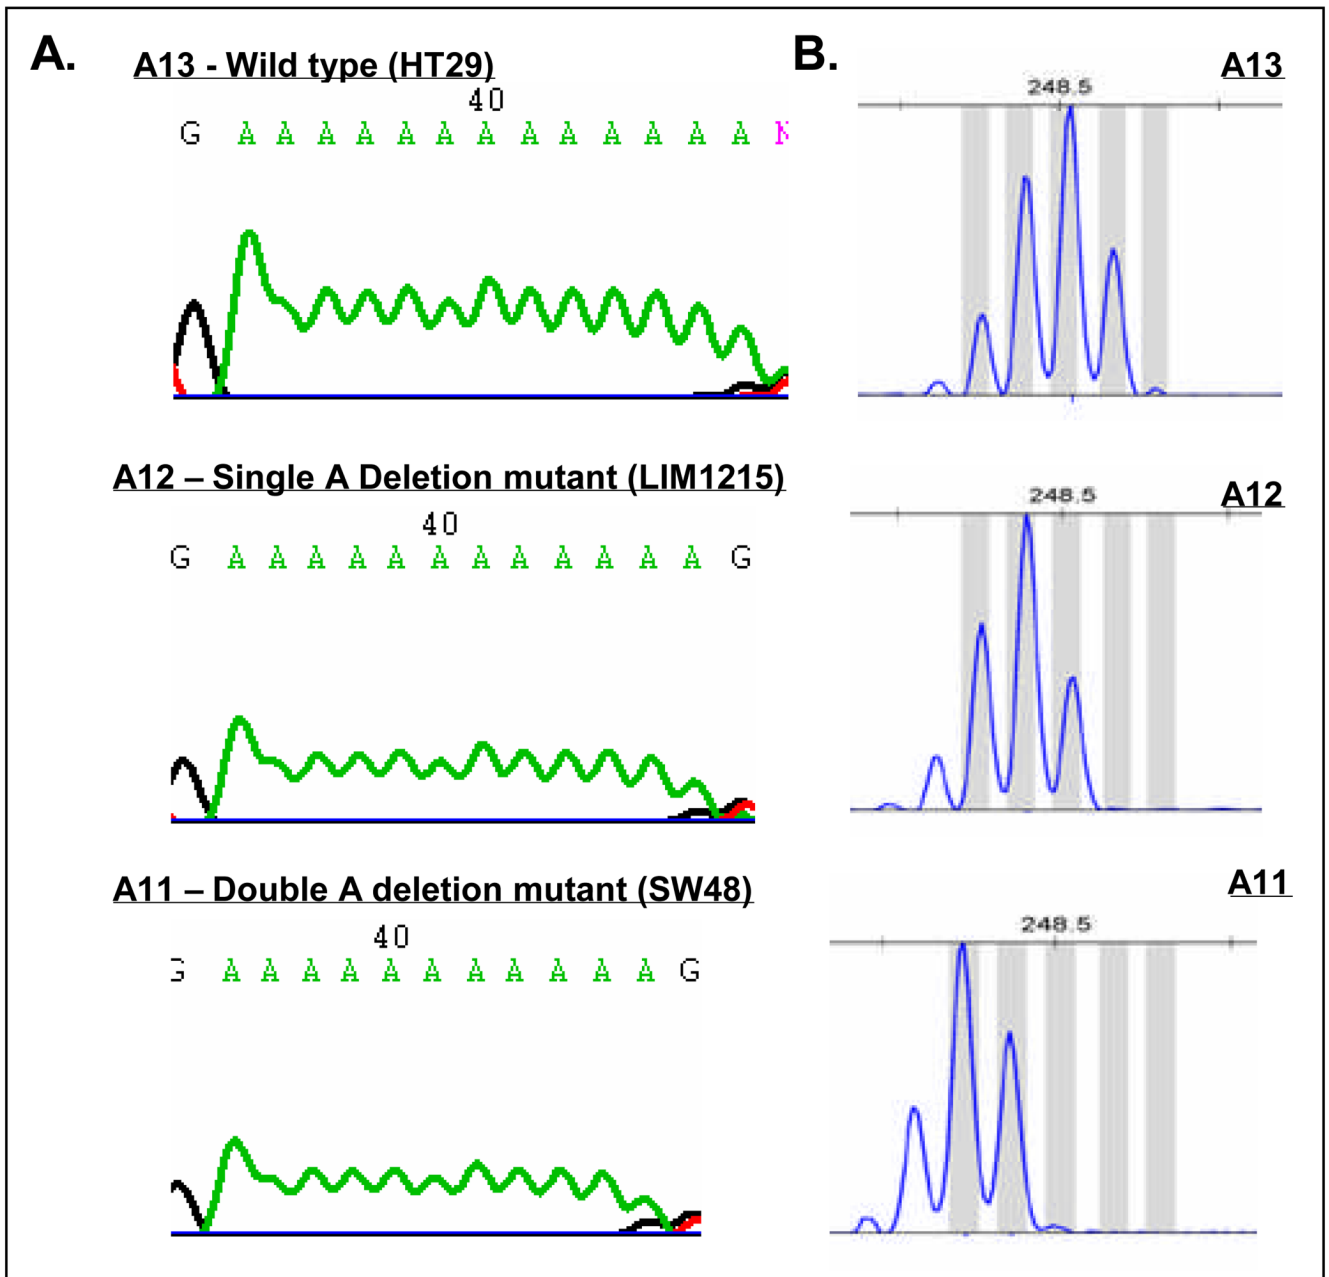 A.
A13 - Wild type (HT29)
40
G A A A A A A A A A A A A A N
B.
A13
248.5
A12 – Single A Deletion mutant (LIM1215)
40
G A A A A A A A A A A A A G
A12
248.5
A11 – Double A deletion mutant (SW48)
40
G A A A A A A A A A A A G
A11
248.5